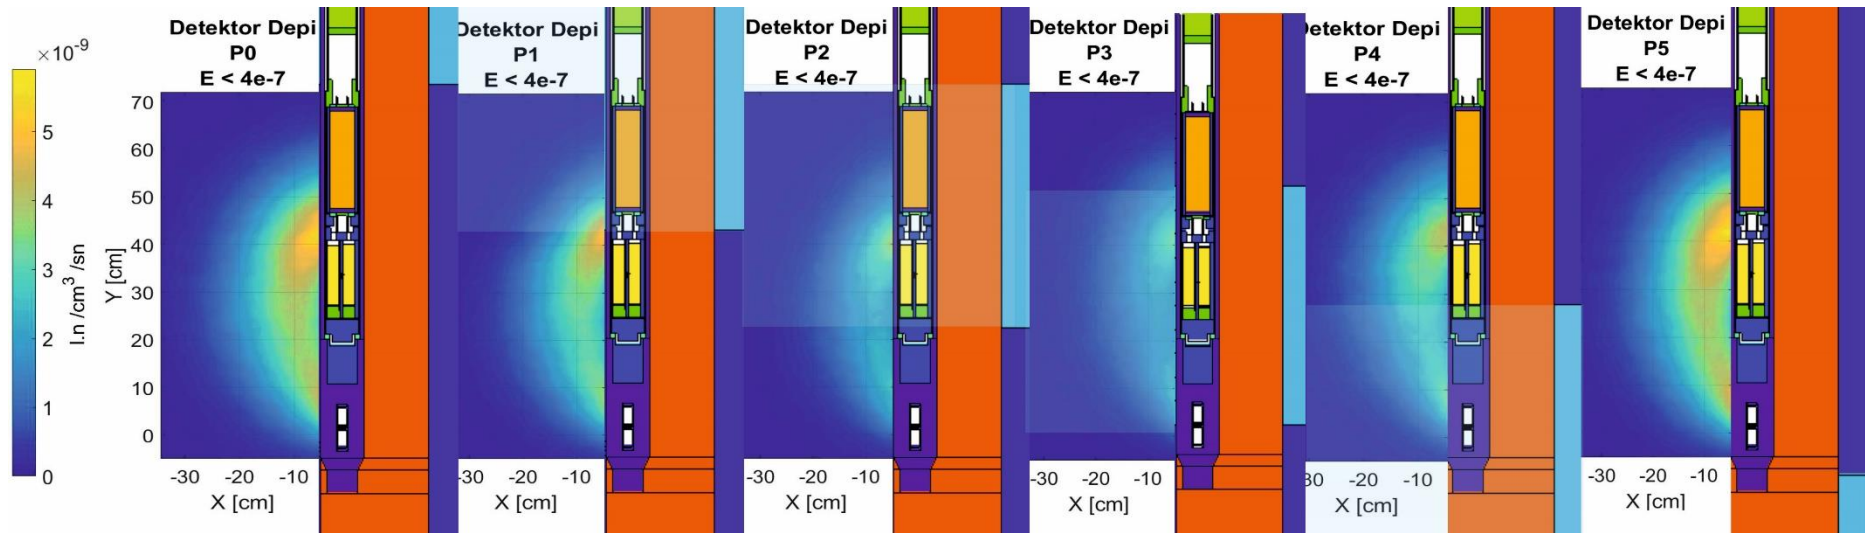 ×10⁻⁹
5
4
3
2
1
0
I.n /cm³ /sn
Detektor Depi
P0
E < 4e-7
70
60
50
40
30
20
10
0
Y [cm]
-30 -20 -10
X [cm]
Detektor Depi
P1
E < 4e-7
-30 -20 -10
X [cm]
Detektor Depi
P2
E < 4e-7
-30 -20 -10
X [cm]
Detektor Depi
P3
E < 4e-7
-30 -20 -10
X [cm]
Detektor Depi
P4
E < 4e-7
30 -20 -10
X [cm]
Detektor Depi
P5
E < 4e-7
-30 -20 -10
X [cm]